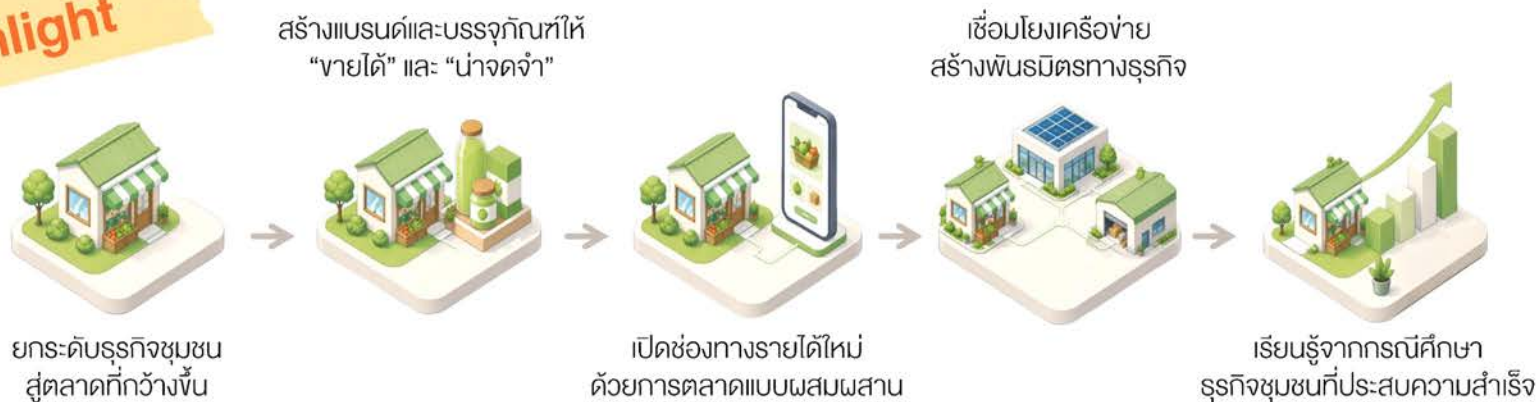 สร้างแบรนด์และบรรจุภัณฑ์ให้
“ขายได้” และ “น่าจดจำ”
เชื่อมโยงเครือข่าย
สร้างพันธมิตรทางธุรกิจ
ยกระดับธุรกิจชุมชน
สู่ตลาดที่กว้างขึ้น
เปิดช่องทางรายได้ใหม่
ด้วยการตลาดแบบผสมผสาน
เรียนรู้จากกรณีศึกษา
ธุรกิจชุมชนที่ประสบความสำเร็จ